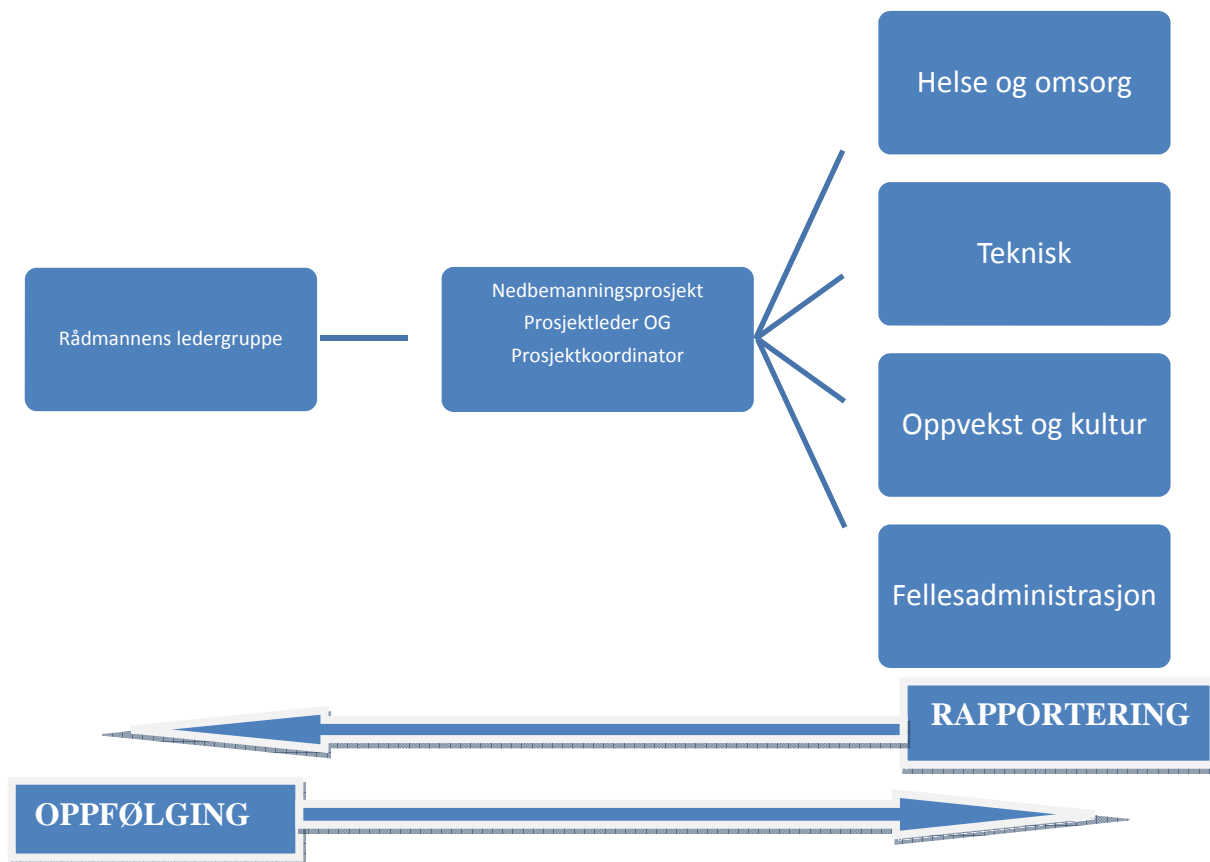 Rådmannens ledergruppe
Nedbemanningsprosjekt
Prosjektleder OG
Prosjektkoordinator
Helse og omsorg
Teknisk
Oppvekst og kultur
Fellesadministrasjon
RAPPORTERING
OPPFØLGING